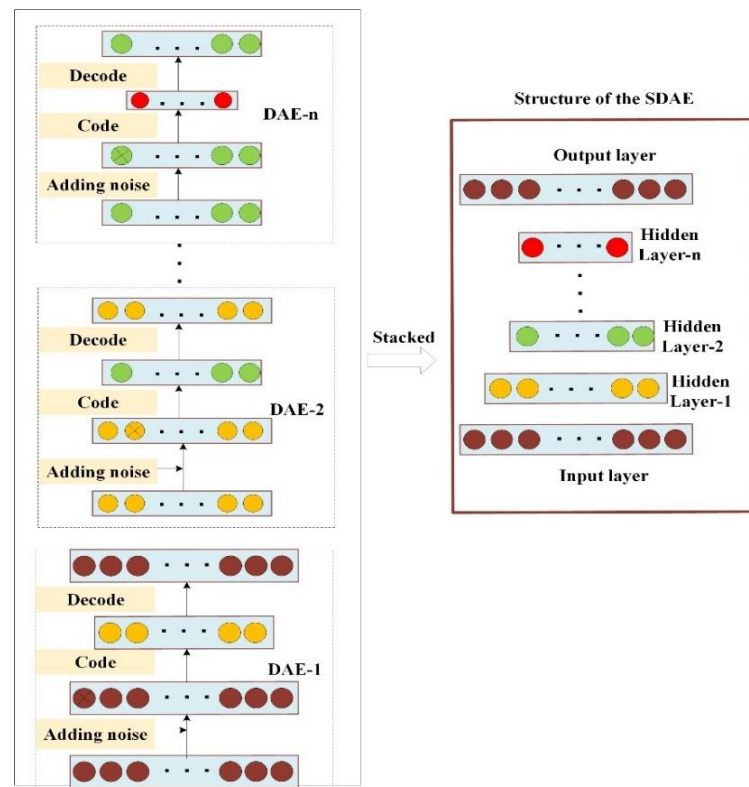 Decode
DAE-n
Code
Adding noise
Decode
Code
DAE-2
Adding noise
Decode
Code
DAE-1
Adding noise
Stacked
Structure of the SDAE
Output layer
Hidden
Layer-n
Hidden
Layer-2
Hidden
Layer-1
Input layer